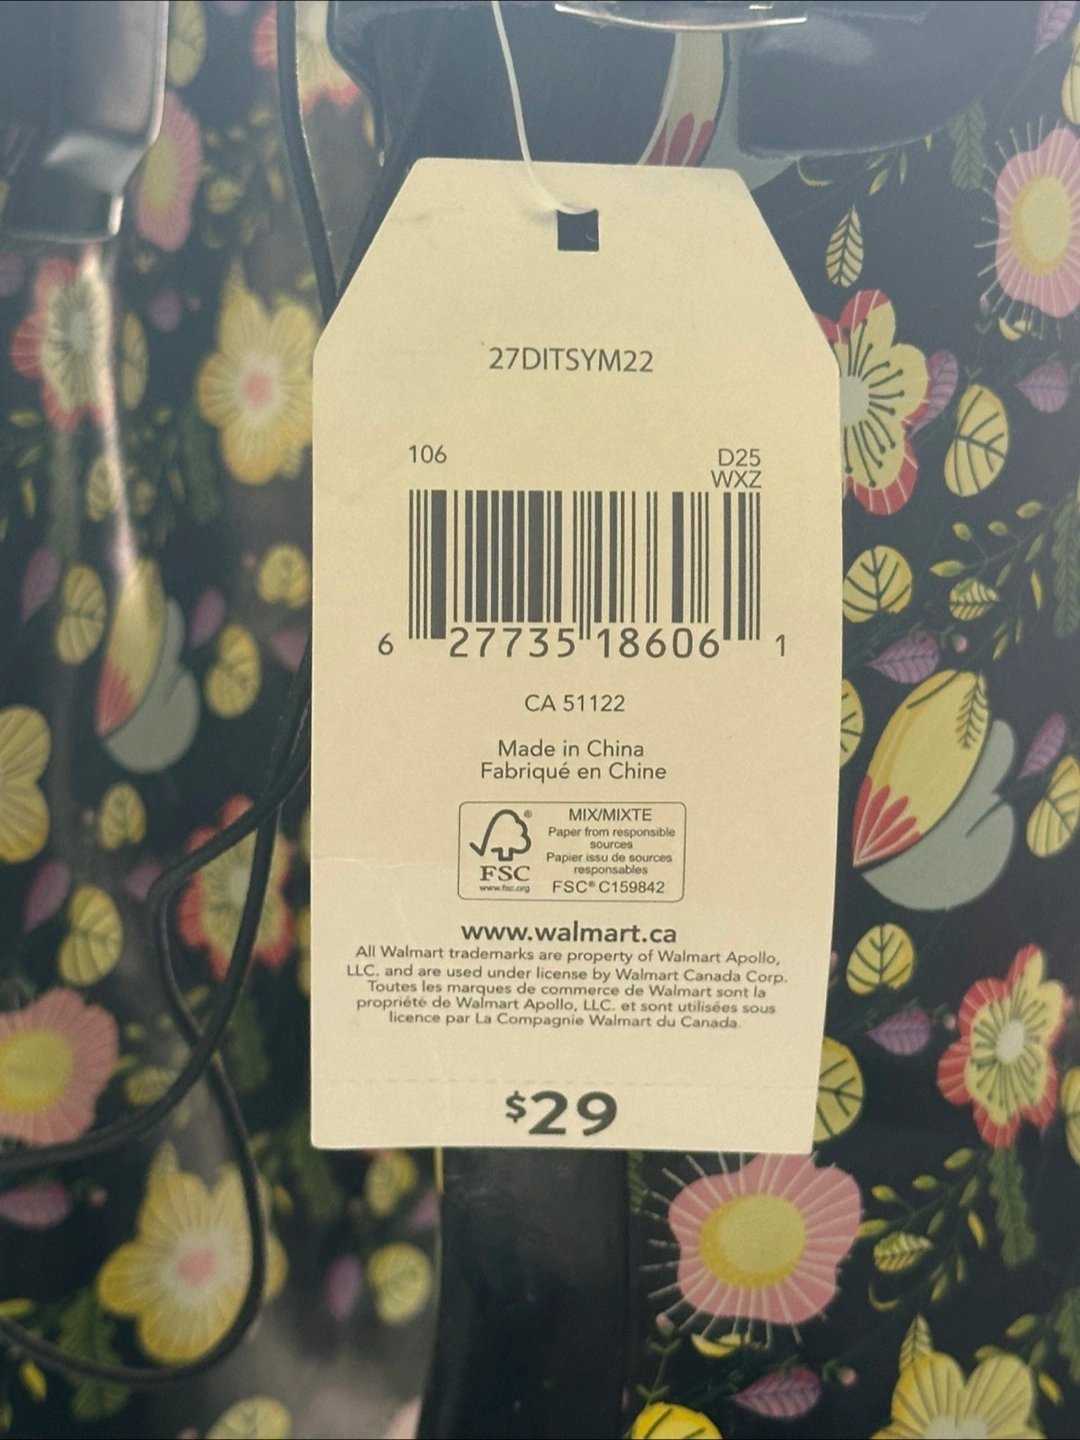 27DITSYM22
106
D25
WXZ
6 27735 18606 1
CA 51122
Made in China
Fabriqué en Chine
MIX/MIXTE
Paper from responsible
sources
Papier issu de sources
responsables
FSC® C159842
®
FSC
www.fsc.org
www.walmart.ca
All Walmart trademarks are property of Walmart Apollo,
LLC. and are used under license by Walmart Canada Corp.
Toutes les marques de commerce de Walmart sont la
propriété de Walmart Apollo, LLC. et sont utilisées sous
licence par La Compagnie Walmart du Canada.
$29